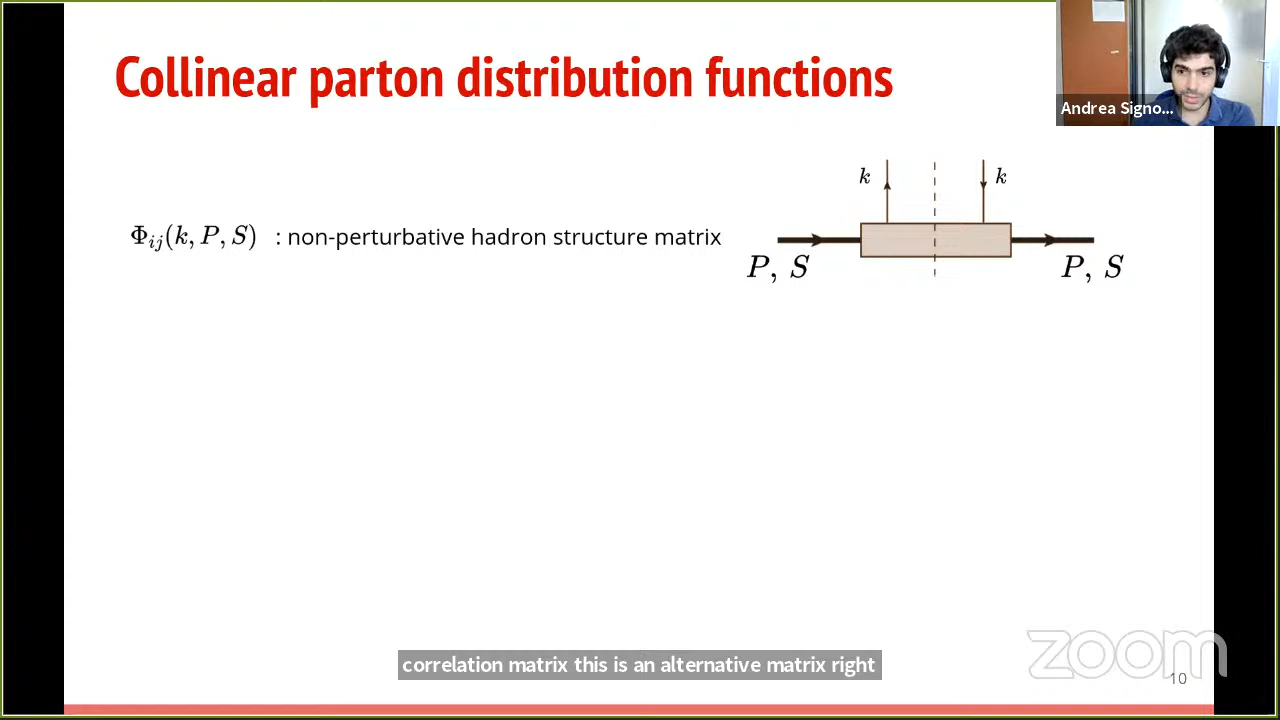 Collinear parton distribution functions
Andrea Signo...
k
k
Φij(k, P, S) : non-perturbative hadron structure matrix
P, S
P, S
correlation matrix this is an alternative matrix right
zoom
10